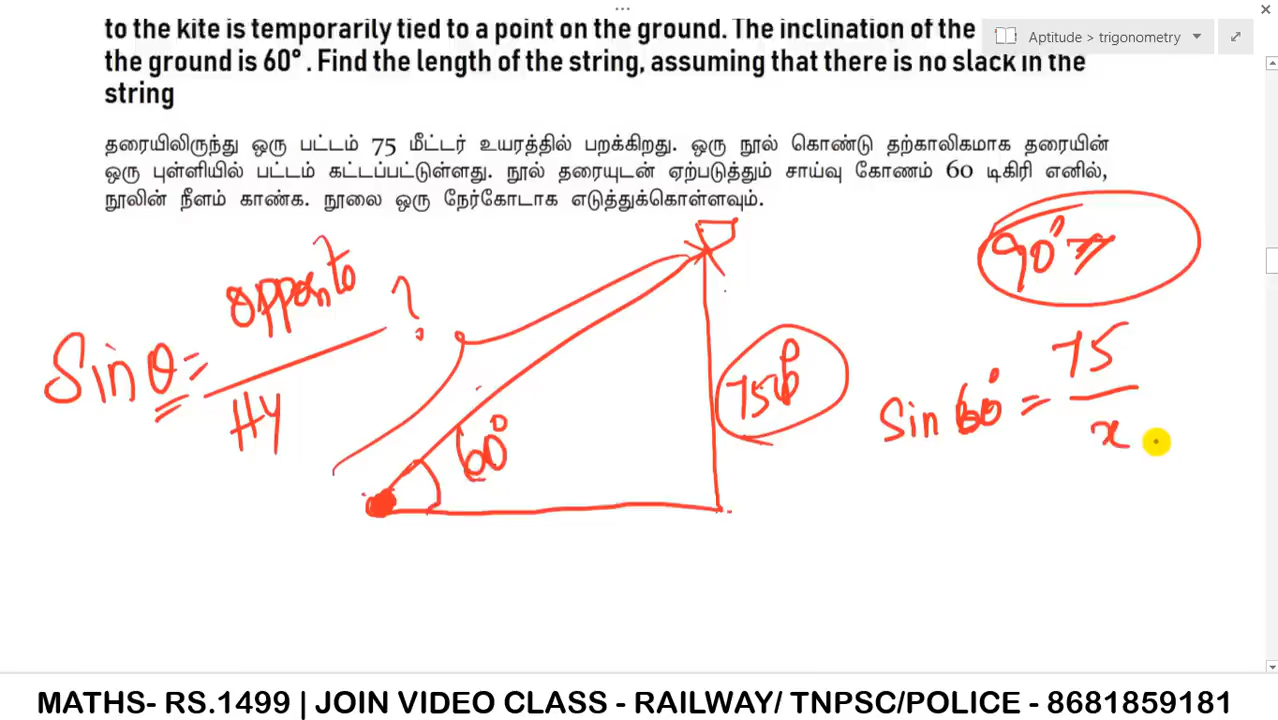 to the kite is temporarily tied to a point on the ground. The inclination of the
Aptitude > trigonometry
the ground is 60° . Find the length of the string, assuming that there is no slack in the
string
தரையிலிருந்து ஒரு பட்டம் 75 மீட்டர் உயரத்தில் பறக்கிறது. ஒரு நூல் கொண்டு தற்காலிகமாக தரையின்
ஒரு புள்ளியில் பட்டம் கட்டப்பட்டுள்ளது. நூல் தரையுடன் ஏற்படுத்தும் சாய்வு கோணம் 60 டிகிரி எனில்,
நூலின் நீளம் காண்க. நூலை ஒரு நேர்கோடாக எடுத்துக்கொள்ளவும்.
90°
?
Sin θ =
HY
75
60°
Sin 60° = 75
x
MATHS- RS.1499 | JOIN VIDEO CLASS - RAILWAY/ TNPSC/POLICE - 8681859181